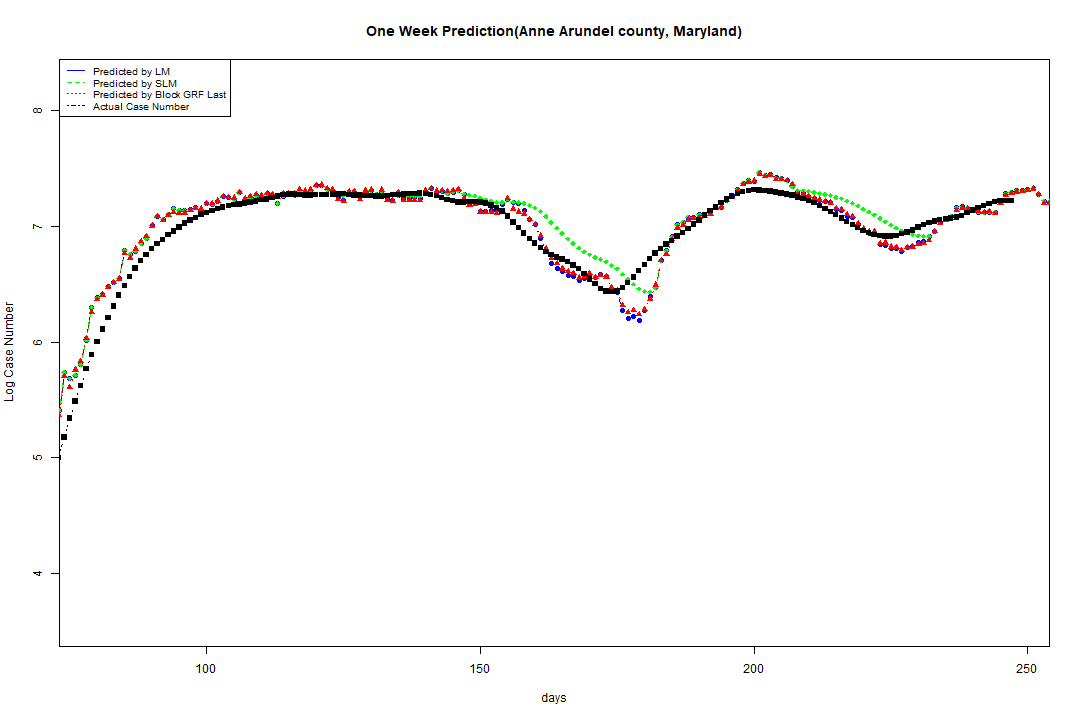 One Week Prediction(Anne Arundel county, Maryland)
Predicted by LM
Predicted by SLM
Predicted by Block GRF Last
Actual Case Number
8
7
6
5
4
Log Case Number
100
150
200
250
days